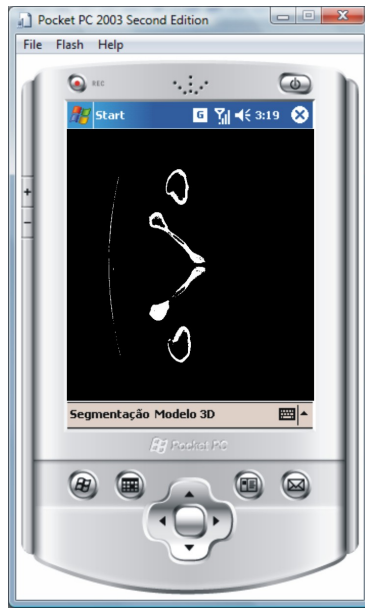 Pocket PC 2003 Second Edition
File Flash Help
REC
Start G 3:19
Segmentação Modelo 3D
Pocket PC